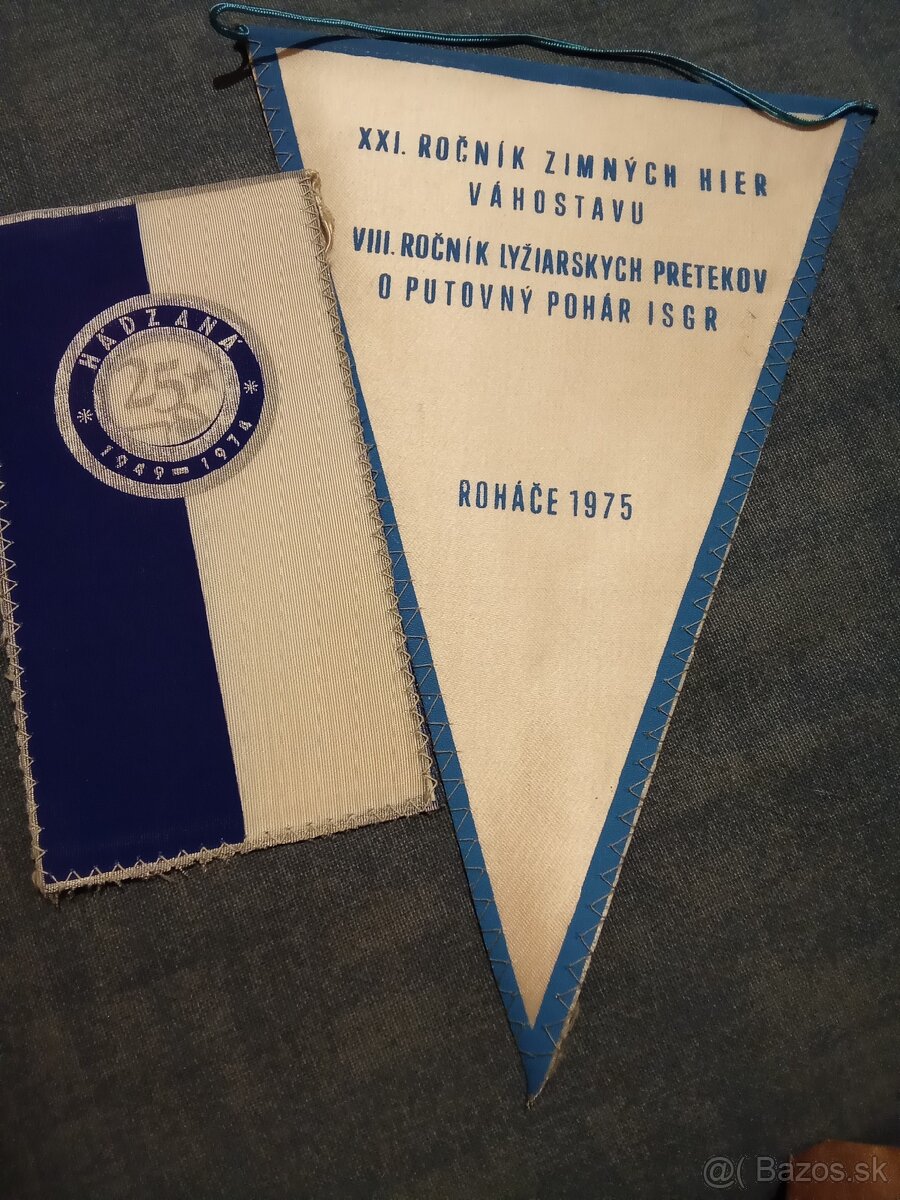 XXI. ROČNÍK ZIMNÝCH HIER
VÁHOSTAVU
VIII. ROČNÍK LYŽIARSKYCH PRETEKOV
O PUTOVNÝ POHÁR ISGR
ROHÁČE 1975
HÁDZANÁ
25
1949 - 1974
@( Bazos.sk